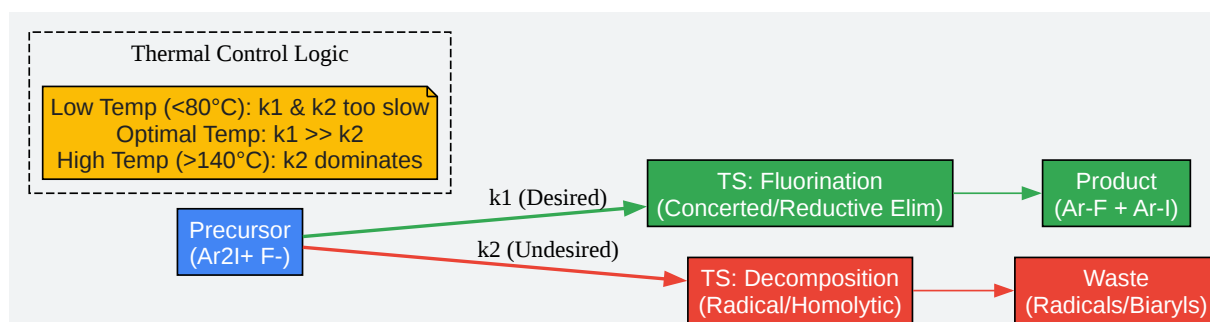 Thermal Control Logic
Low Temp (<80°C): k1 & k2 too slow
Optimal Temp: k1 >> k2
High Temp (>140°C): k2 dominates
Precursor
(Ar2I+ F-)
k1 (Desired)
k2 (Undesired)
TS: Fluorination
(Concerted/Reductive Elim)
Product
(Ar-F + Ar-I)
TS: Decomposition
(Radical/Homolytic)
Waste
(Radicals/Biaryls)